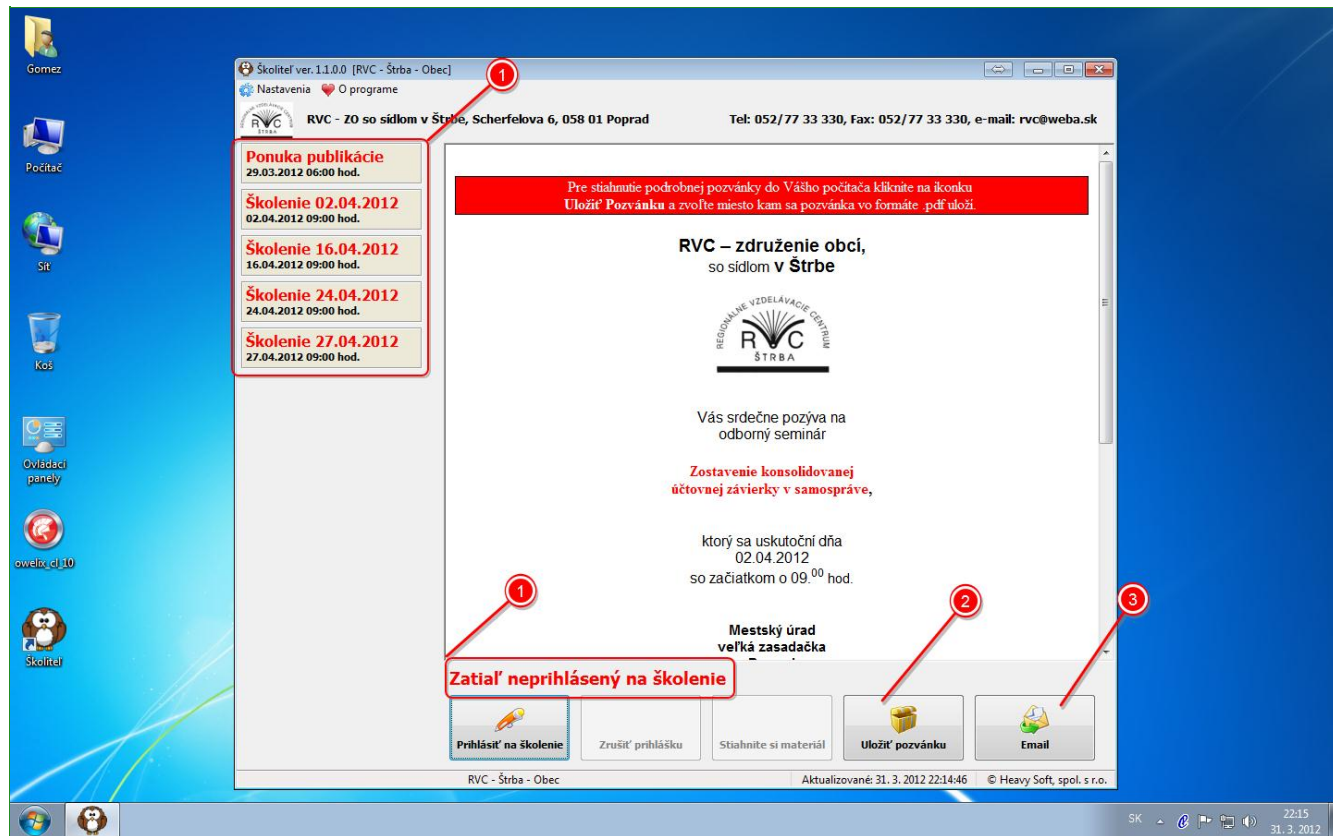 Gomez
Počítač
Síť
Koš
Ovládací
panely
owelix_cl_10
Školiteľ
Školiteľ ver. 1.1.0.0 [RVC - Štrba - Obec]
1
Nastavenia
O programe
REGIONÁLNE VZDELÁVACIE CENTRUM
RVC
ŠTRBA
RVC - ZO so sídlom v Štrbe, Scherfelova 6, 058 01 Poprad
Tel: 052/77 33 330, Fax: 052/77 33 330, e-mail: rvc@weba.sk
Ponuka publikácie
29.03.2012 06:00 hod.
Školenie 02.04.2012
02.04.2012 09:00 hod.
Školenie 16.04.2012
16.04.2012 09:00 hod.
Školenie 24.04.2012
24.04.2012 09:00 hod.
Školenie 27.04.2012
27.04.2012 09:00 hod.
Pre stiahnutie podrobnej pozvánky do Vášho počítača kliknite na ikonku
Uložiť Pozvánku a zvoľte miesto kam sa pozvánka vo formáte .pdf uloží.
RVC – združenie obcí,
so sídlom v Štrbe
REGIONÁLNE VZDELÁVACIE CENTRUM
RVC
ŠTRBA
Vás srdečne pozýva na
odborný seminár
Zostavenie konsolidovanej
účtovnej závierky v samospráve,
ktorý sa uskutoční dňa
02.04.2012
so začiatkom o 09.00 hod.
1
2
3
Mestský úrad
veľká zasadačka
Zatiaľ neprihlásený na školenie
Prihlásiť na školenie
Zrušiť prihlášku
Stiahnite si materiál
Uložiť pozvánku
Email
RVC - Štrba - Obec
Aktualizované: 31. 3. 2012 22:14:46
© Heavy Soft, spol. s r.o.
SK
22:15
31. 3. 2012